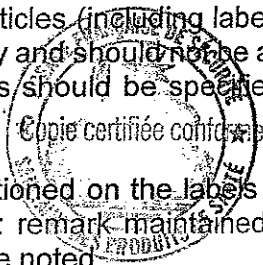 ticles (including labe
y and should not be a
s should be specifie
Copie certifiée conforme
tioned on the labels
: remark maintained
e noted